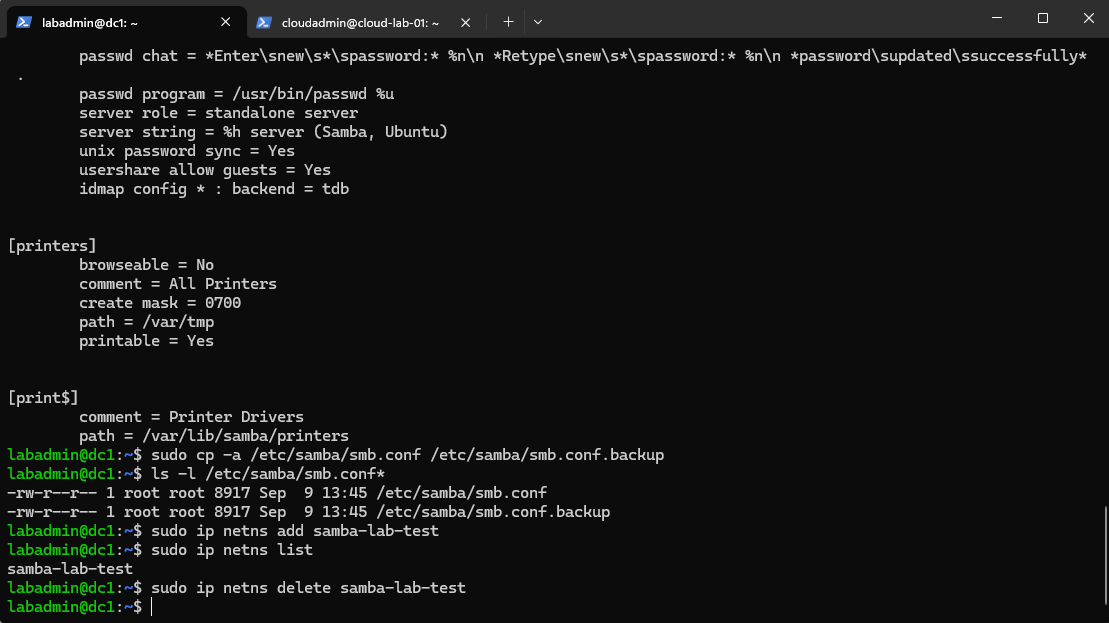 labadmin@dc1: ~
cloudadmin@cloud-lab-01: ~
passwd chat = *Enter\snew\s*\spassword:* %n\n *Retype\snew\s*\spassword:* %n\n *password\supdated\ssuccessfully*
.
passwd program = /usr/bin/passwd %u
server role = standalone server
server string = %h server (Samba, Ubuntu)
unix password sync = Yes
usershare allow guests = Yes
idmap config * : backend = tdb
[printers]
browseable = No
comment = All Printers
create mask = 0700
path = /var/tmp
printable = Yes
[print$]
comment = Printer Drivers
path = /var/lib/samba/printers
labadmin@dc1:~$ sudo cp -a /etc/samba/smb.conf /etc/samba/smb.conf.backup
labadmin@dc1:~$ ls -l /etc/samba/smb.conf*
-rw-r--r-- 1 root root 8917 Sep  9 13:45 /etc/samba/smb.conf
-rw-r--r-- 1 root root 8917 Sep  9 13:45 /etc/samba/smb.conf.backup
labadmin@dc1:~$ sudo ip netns add samba-lab-test
labadmin@dc1:~$ sudo ip netns list
samba-lab-test
labadmin@dc1:~$ sudo ip netns delete samba-lab-test
labadmin@dc1:~$